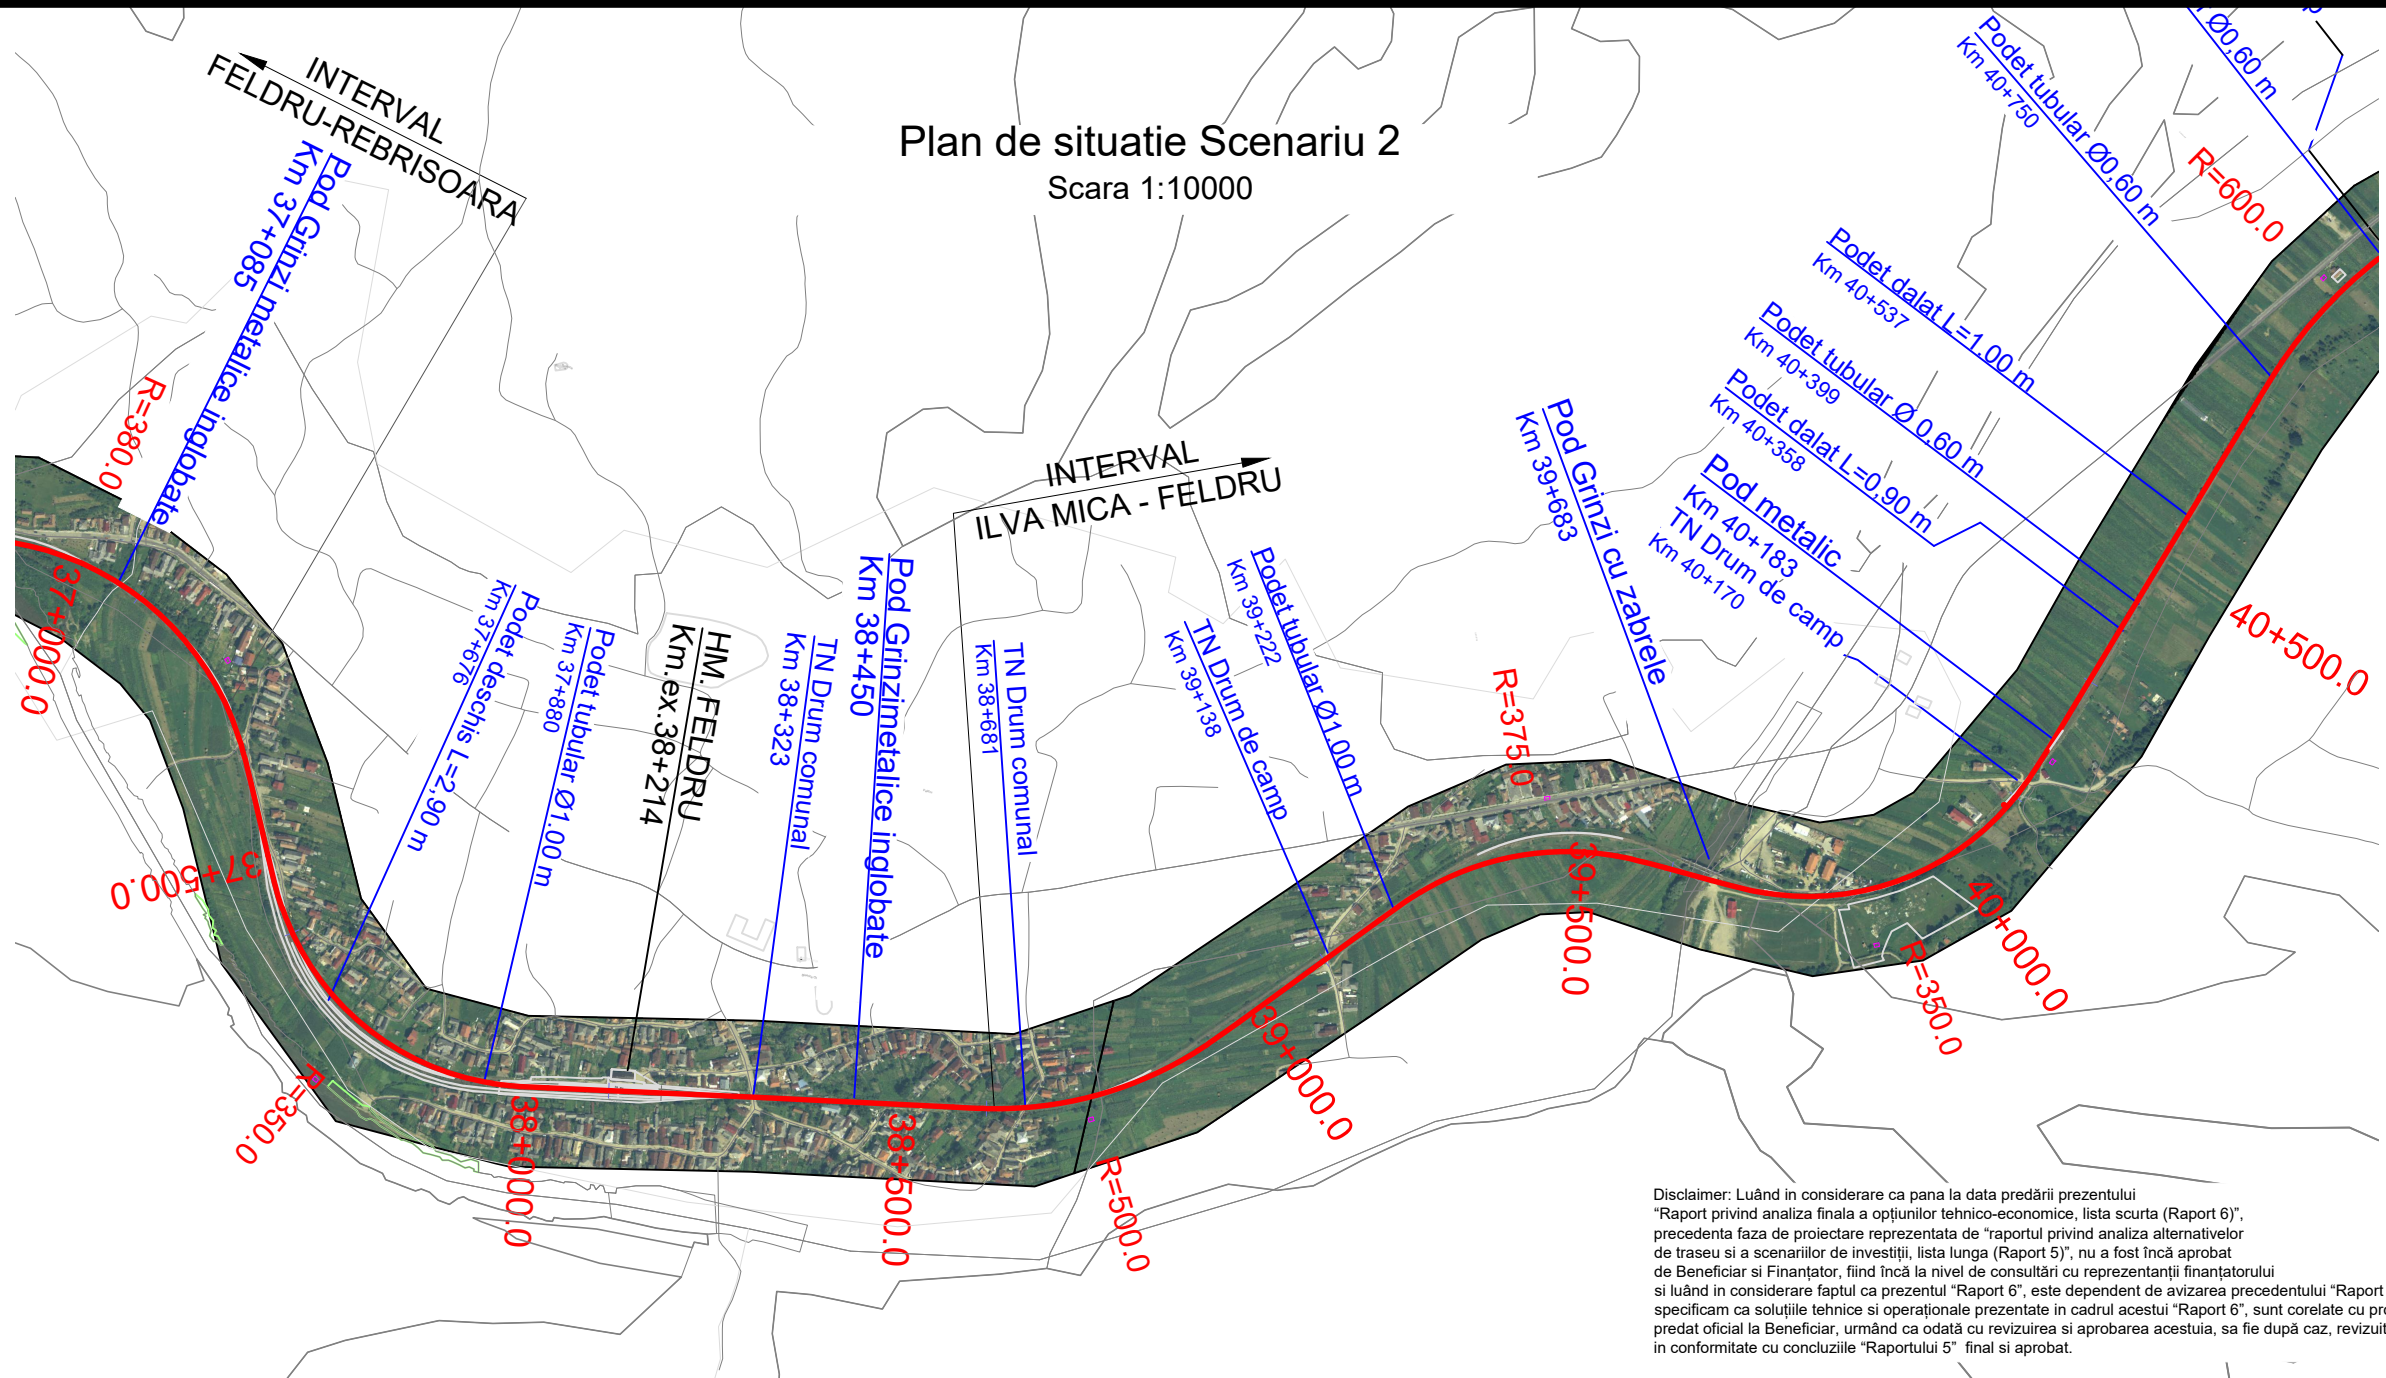 Plan de situatie Scenariu 2
Scara 1:10000
INTERVAL
FELDRU-REBRISOARA
Pod Grinzi metalice inglobate
Km 37+085
R=380.0
37+000.0
37+500.0
Podet deschis L=2,90 m
Km 37+676
Podet tubular Ø1.00 m
Km 37+880
HM. FELDRU
Km.ex.38+214
TN Drum comunal
Km 38+323
Pod Grinzimetalice inglobate
Km 38+450
INTERVAL
ILVA MICA - FELDRU
TN Drum comunal
Km 38+681
TN Drum de camp
Km 39+138
Podet tubular Ø1.00 m
Km 39+222
R=350.0
38+000.0
38+500.0
R=500.0
39+000.0
R=375.0
39+500.0
Pod Grinzi cu zabrele
Km 39+683
Pod metalic
Km 40+183
TN Drum de camp
Km 40+170
Podet dalat L=0,90 m
Km 40+358
Podet tubular Ø 0,60 m
Km 40+399
Podet dalat L=1.00 m
Km 40+537
Podet tubular Ø0,60 m
Km 40+750
Ø0,60 m
R=600.0
40+500.0
40+000.0
R=350.0
Disclaimer: Luând in considerare ca pana la data predării prezentului
“Raport privind analiza finala a opțiunilor tehnico-economice, lista scurta (Raport 6)”,
precedenta faza de proiectare reprezentata de “raportul privind analiza alternativelor
de traseu si a scenariilor de investiții, lista lunga (Raport 5)”, nu a fost încă aprobat
de Beneficiar si Finanțator, fiind încă la nivel de consultări cu reprezentanții finanțatorului
si luând in considerare faptul ca prezentul “Raport 6”, este dependent de avizarea precedentului “Raport
specificam ca soluțiile tehnice si operaționale prezentate in cadrul acestui “Raport 6”, sunt corelate cu
predat oficial la Beneficiar, urmând ca odată cu revizuirea si aprobarea acestuia, sa fie după caz, revizuit
in conformitate cu concluziile “Raportului 5” final si aprobat.